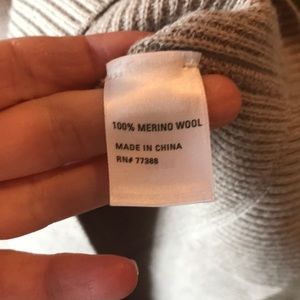 100% MERINO WOOL
MADE IN CHINA
RN# 77388